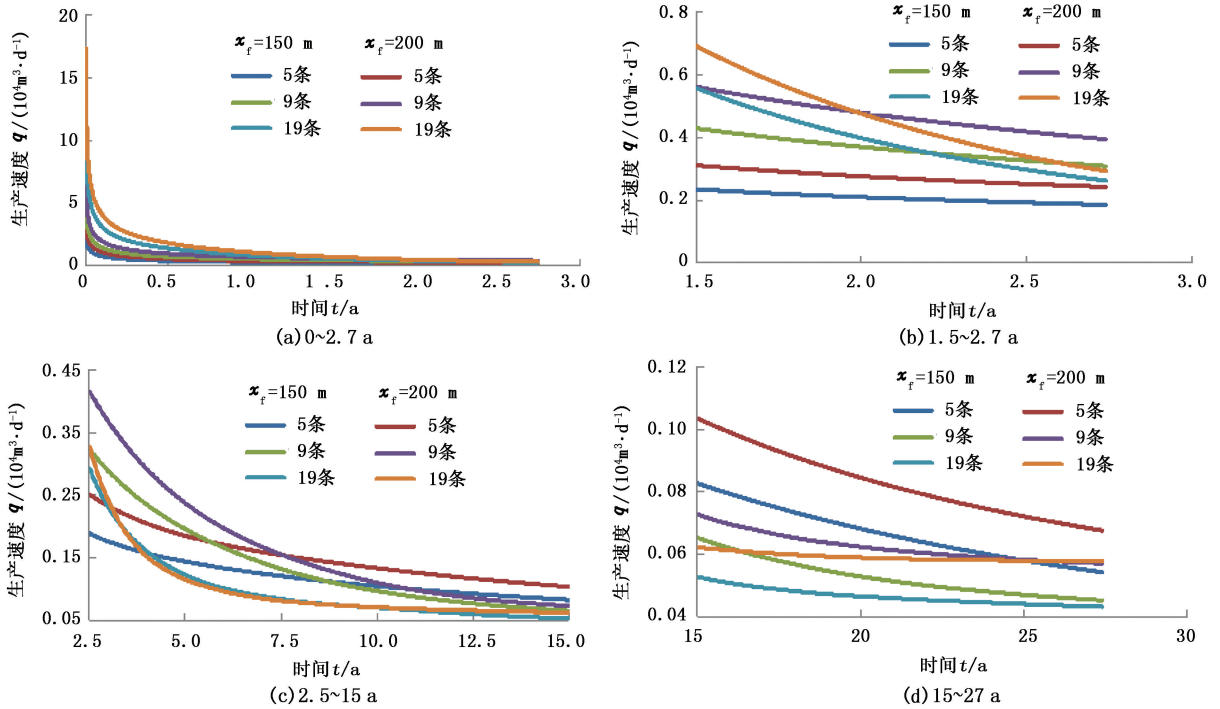 生产速度 q/(10⁴m³·d⁻¹)
20
15
10
5
0
x_f=150 m x_f=200 m
5条 5条
9条 9条
19条 19条
0 0.5 1.0 1.5 2.0 2.5 3.0
时间t/a
(a)0~2.7 a
生产速度 q/(10⁴m³·d⁻¹)
0.8
0.6
0.4
0.2
0
x_f=150 m x_f=200 m
5条 5条
9条 9条
19条 19条
1.5 2.0 2.5 3.0
时间t/a
(b)1.5~2.7 a
生产速度 q/(10⁴m³·d⁻¹)
0.45
0.35
0.25
0.15
0.05
x_f=150 m x_f=200 m
5条 5条
9条 9条
19条 19条
2.5 5.0 7.5 10.0 12.5 15.0
时间t/a
(c)2.5~15 a
生产速度 q/(10⁴m³·d⁻¹)
0.12
0.10
0.08
0.06
0.04
x_f=150 m x_f=200 m
5条 5条
9条 9条
19条 19条
15 20 25 30
时间t/a
(d)15~27 a